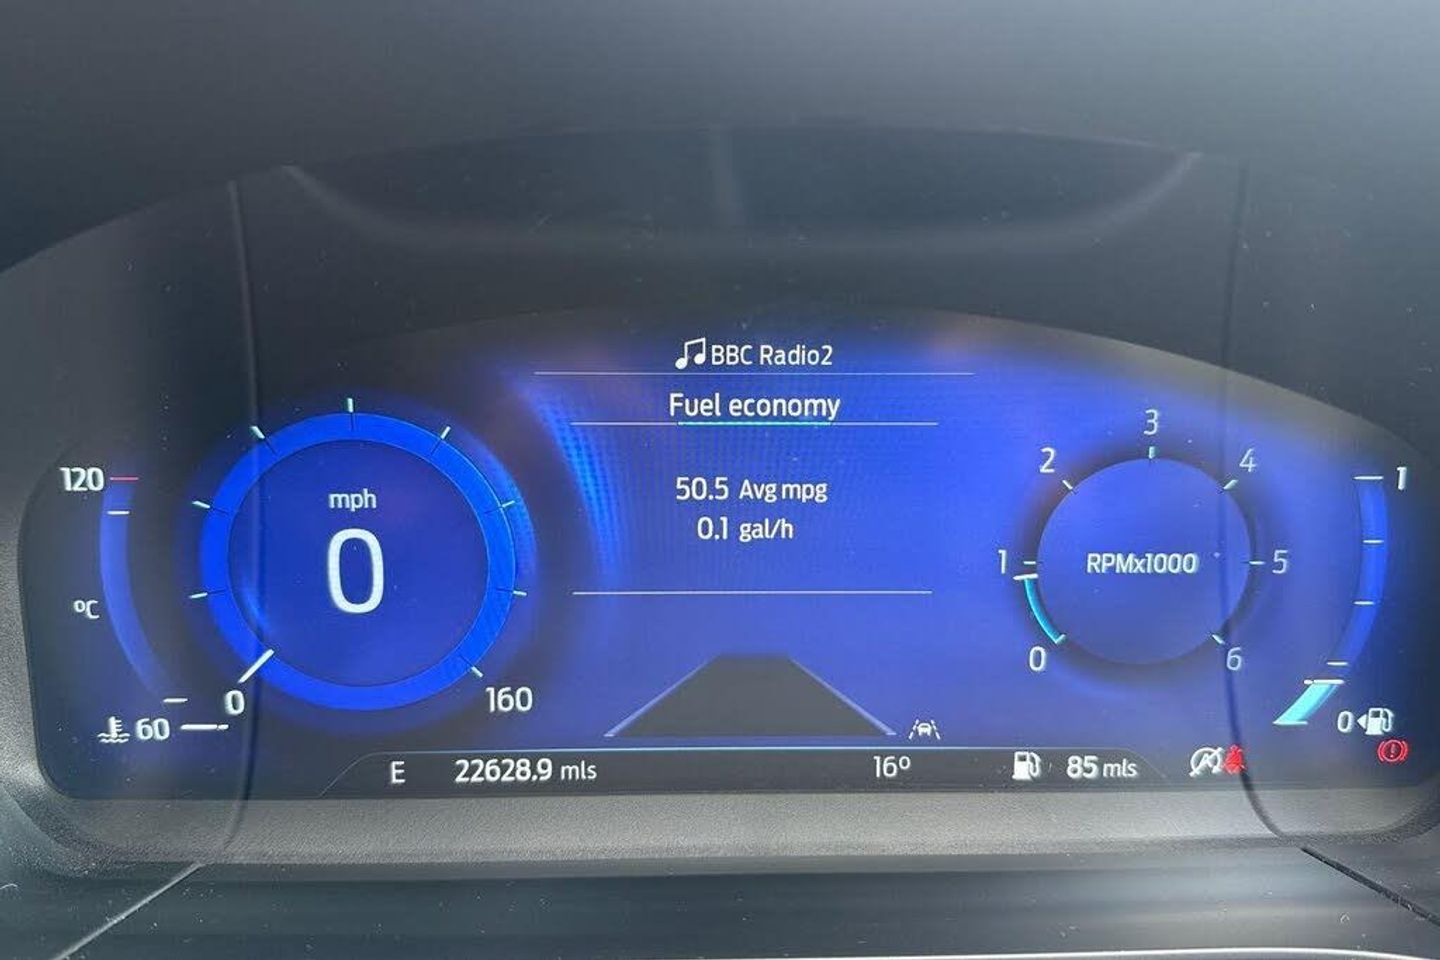 BBC Radio2
Fuel economy
50.5 Avg mpg
0.1 gal/h
120
°C
60
mph
0
0
160
RPMx1000
0
1
2
3
4
5
6
1
0
E
22628.9 mls
16°
85 mls